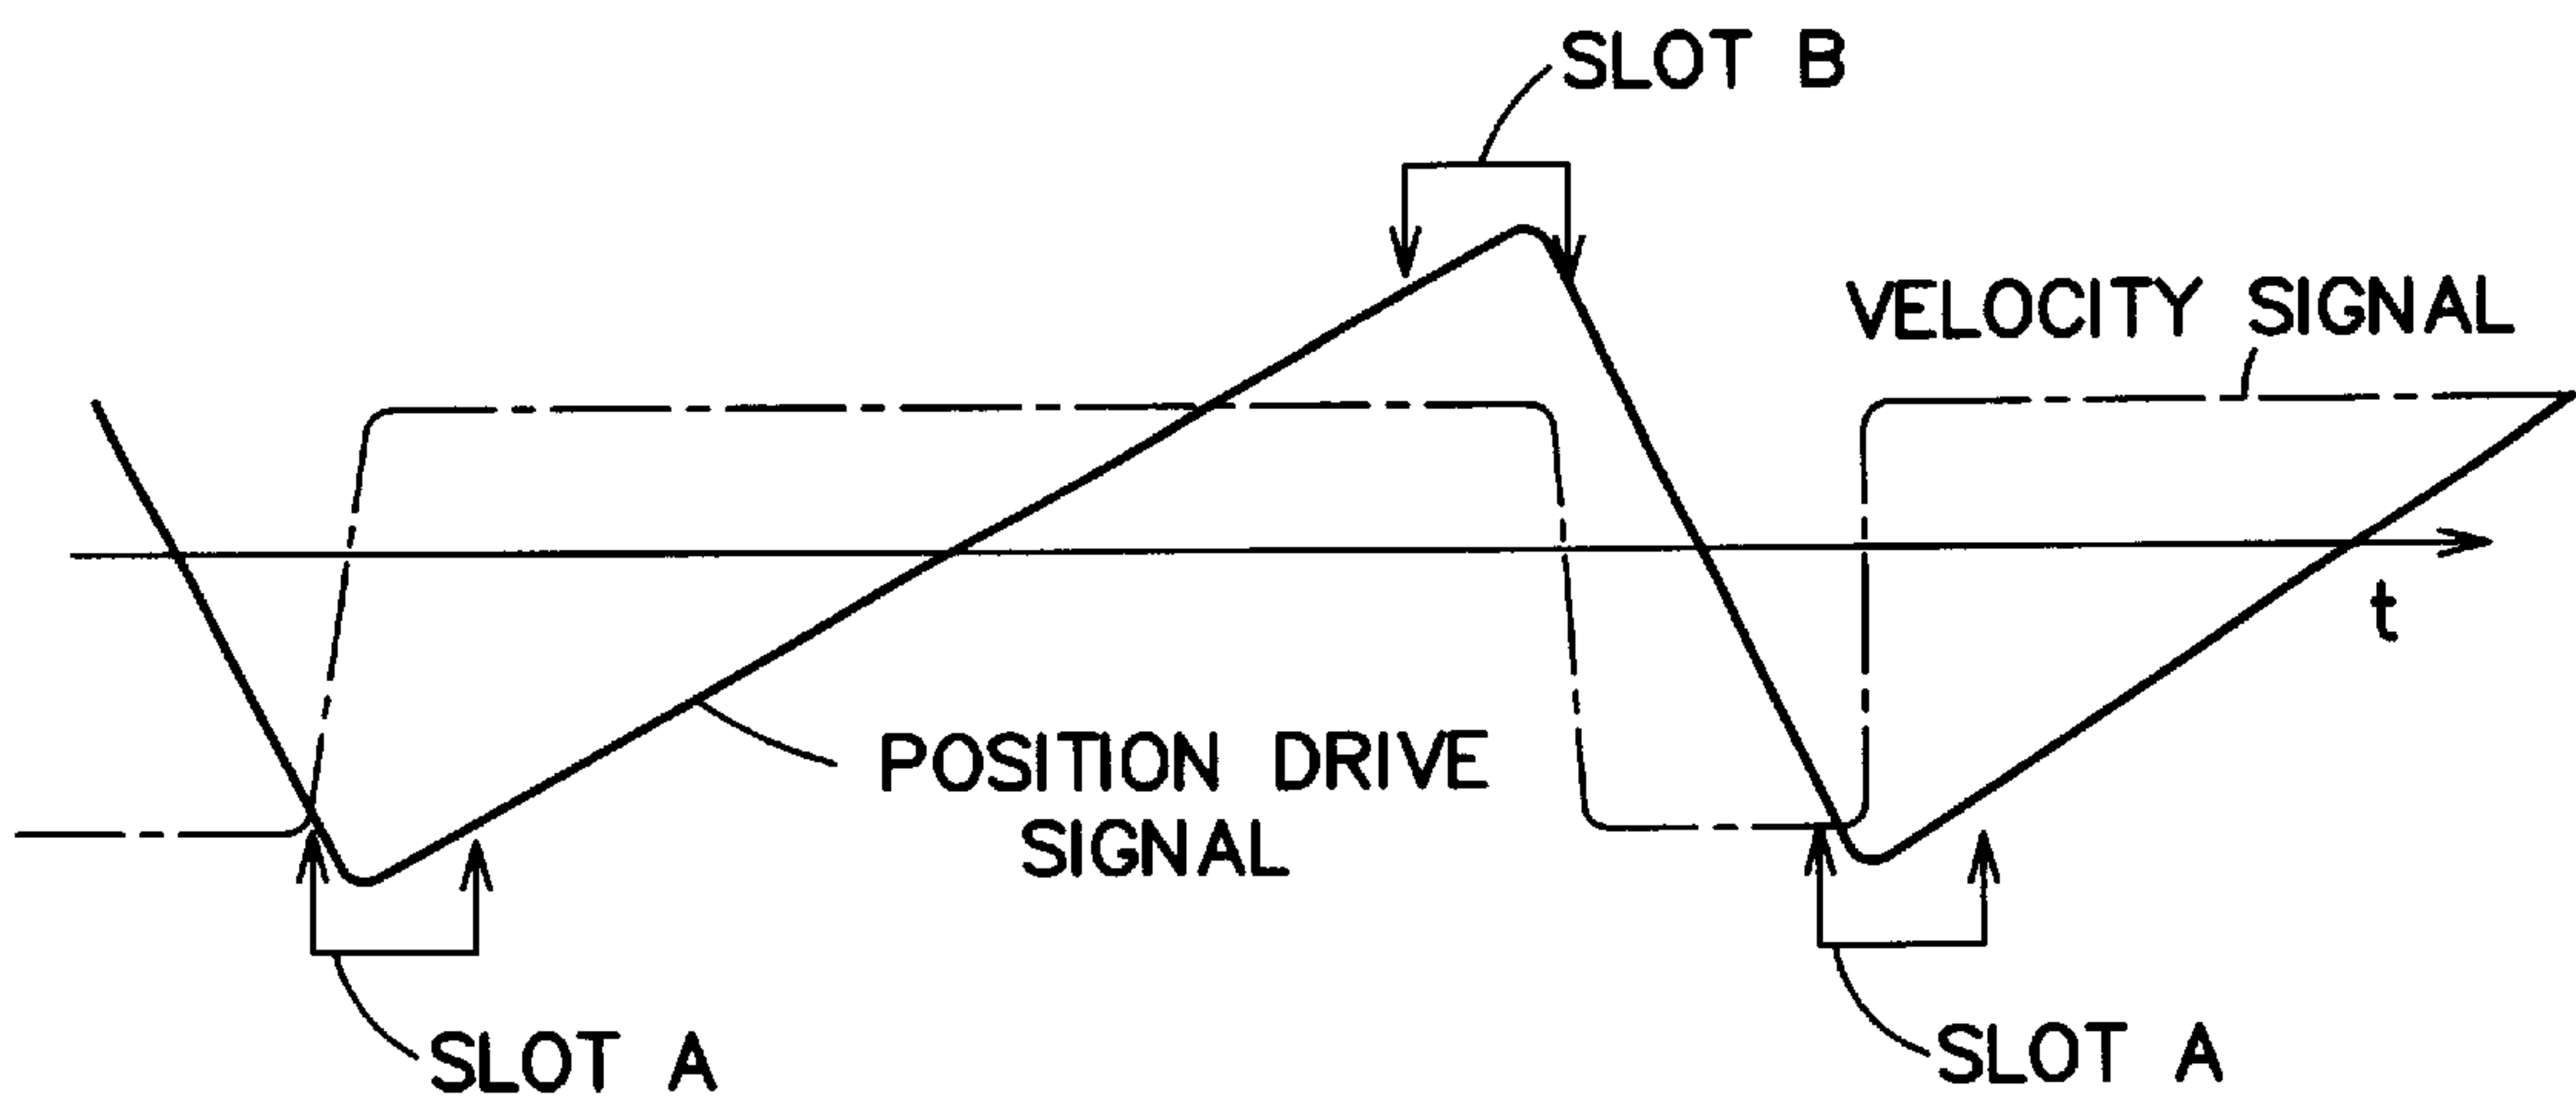 SLOT B
VELOCITY SIGNAL
t
POSITION DRIVE
SIGNAL
SLOT A
SLOT A